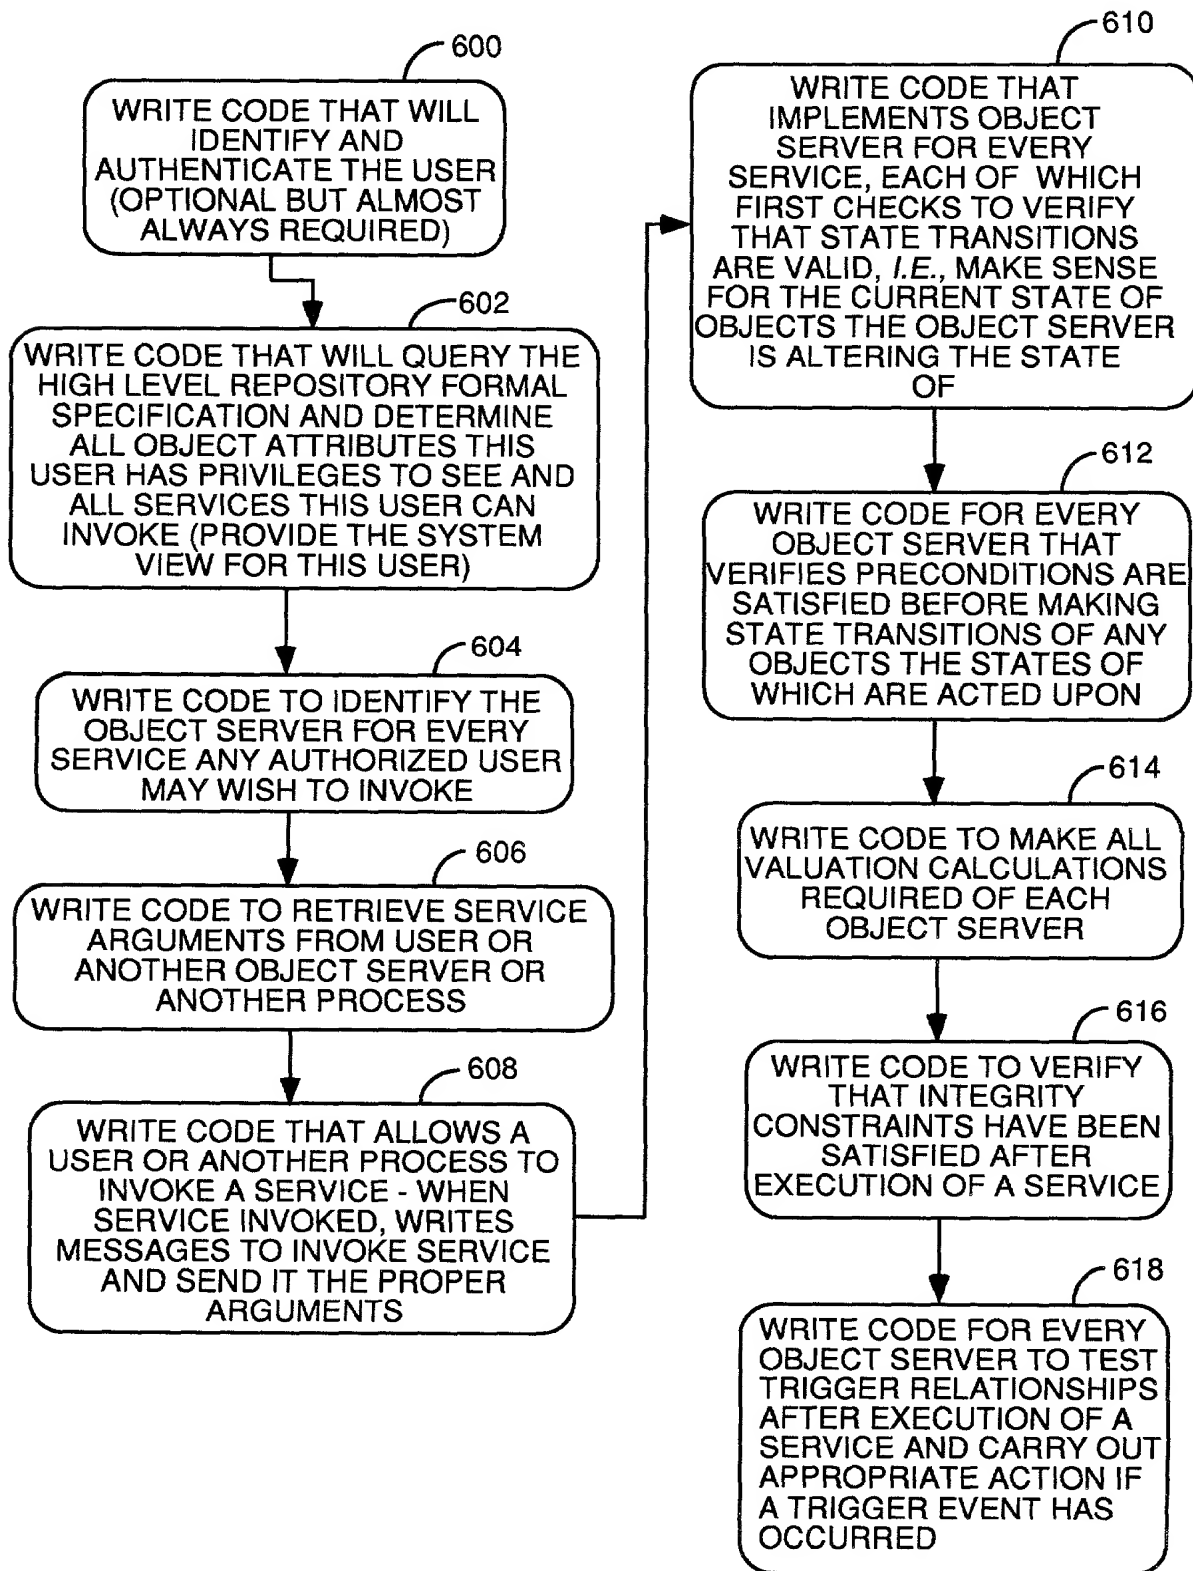 600
WRITE CODE THAT WILL
IDENTIFY AND
AUTHENTICATE THE USER
(OPTIONAL BUT ALMOST
ALWAYS REQUIRED)
602
WRITE CODE THAT WILL QUERY THE
HIGH LEVEL REPOSITORY FORMAL
SPECIFICATION AND DETERMINE
ALL OBJECT ATTRIBUTES THIS
USER HAS PRIVILEGES TO SEE AND
ALL SERVICES THIS USER CAN
INVOKE (PROVIDE THE SYSTEM
VIEW FOR THIS USER)
604
WRITE CODE TO IDENTIFY THE
OBJECT SERVER FOR EVERY
SERVICE ANY AUTHORIZED USER
MAY WISH TO INVOKE
606
WRITE CODE TO RETRIEVE SERVICE
ARGUMENTS FROM USER OR
ANOTHER OBJECT SERVER OR
ANOTHER PROCESS
608
WRITE CODE THAT ALLOWS A
USER OR ANOTHER PROCESS TO
INVOKE A SERVICE - WHEN
SERVICE INVOKED, WRITES
MESSAGES TO INVOKE SERVICE
AND SEND IT THE PROPER
ARGUMENTS
610
WRITE CODE THAT
IMPLEMENTS OBJECT
SERVER FOR EVERY
SERVICE, EACH OF WHICH
FIRST CHECKS TO VERIFY
THAT STATE TRANSITIONS
ARE VALID, I.E., MAKE SENSE
FOR THE CURRENT STATE OF
OBJECTS THE OBJECT SERVER
IS ALTERING THE STATE
OF
612
WRITE CODE FOR EVERY
OBJECT SERVER THAT
VERIFIES PRECONDITIONS ARE
SATISFIED BEFORE MAKING
STATE TRANSITIONS OF ANY
OBJECTS THE STATES OF
WHICH ARE ACTED UPON
614
WRITE CODE TO MAKE ALL
VALUATION CALCULATIONS
REQUIRED OF EACH
OBJECT SERVER
616
WRITE CODE TO VERIFY
THAT INTEGRITY
CONSTRAINTS HAVE BEEN
SATISFIED AFTER
EXECUTION OF A SERVICE
618
WRITE CODE FOR EVERY
OBJECT SERVER TO TEST
TRIGGER RELATIONSHIPS
AFTER EXECUTION OF A
SERVICE AND CARRY OUT
APPROPRIATE ACTION IF
A TRIGGER EVENT HAS
OCCURRED